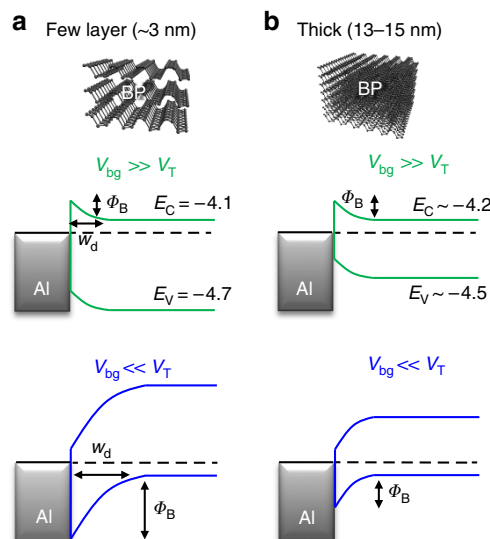 a Few layer (~3 nm)
BP
V_bg >> V_T
Φ_B
E_C = −4.1
w_d
Al
E_V = −4.7
V_bg << V_T
w_d
Φ_B
Al
b Thick (13–15 nm)
BP
V_bg >> V_T
Φ_B
E_C ~ −4.2
Al
E_V ~ −4.5
V_bg << V_T
Φ_B
Al